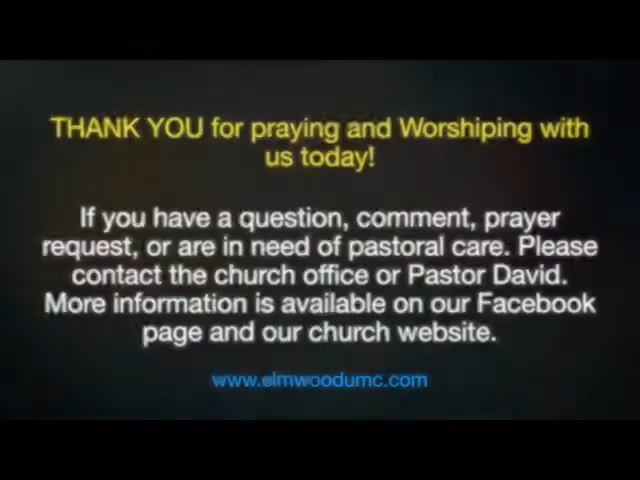 THANK YOU for praying and Worshiping with
us today!
If you have a question, comment, prayer
request, or are in need of pastoral care. Please
contact the church office or Pastor David.
More information is available on our Facebook
page and our church website.
www.elmwoodumc.com